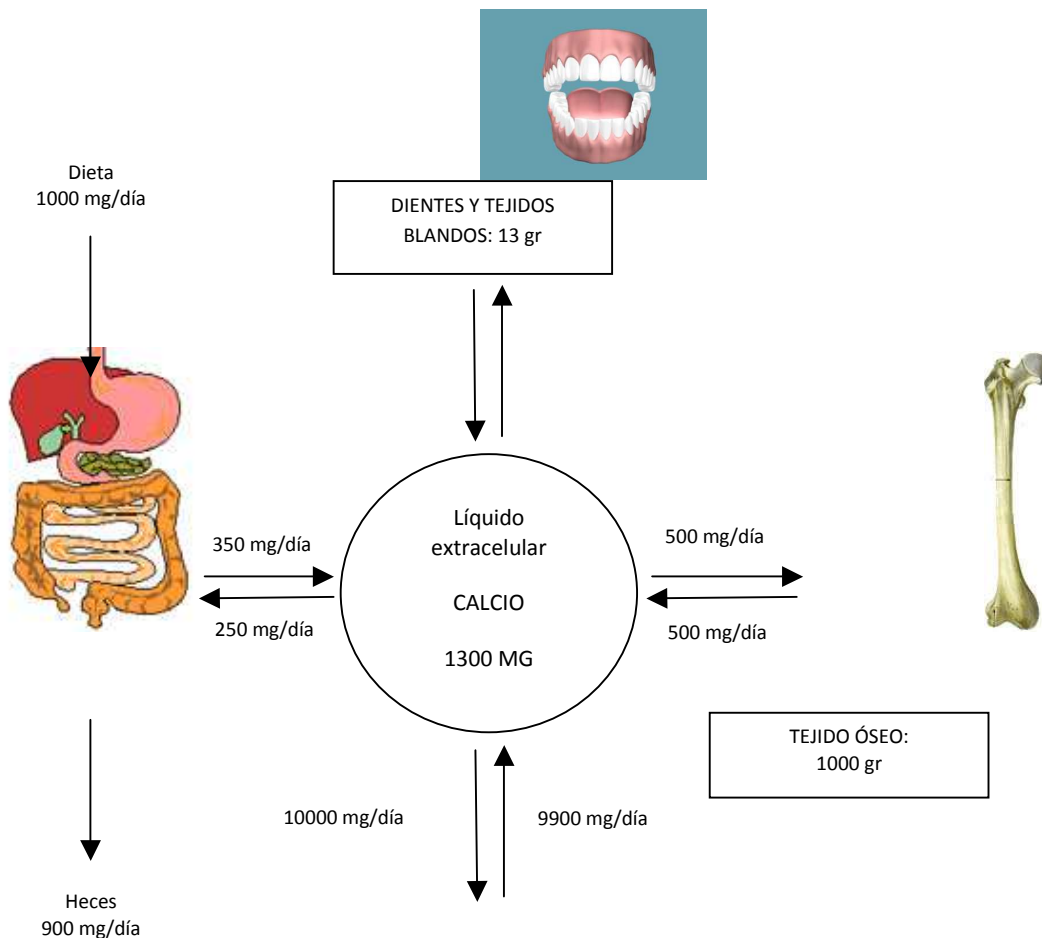 Dieta
1000 mg/día
DIENTES Y TEJIDOS
BLANDOS: 13 gr
350 mg/día
250 mg/día
Líquido
extracelular
CALCIO
1300 MG
500 mg/día
500 mg/día
TEJIDO ÓSEO:
1000 gr
10000 mg/día
9900 mg/día
Heces
900 mg/día